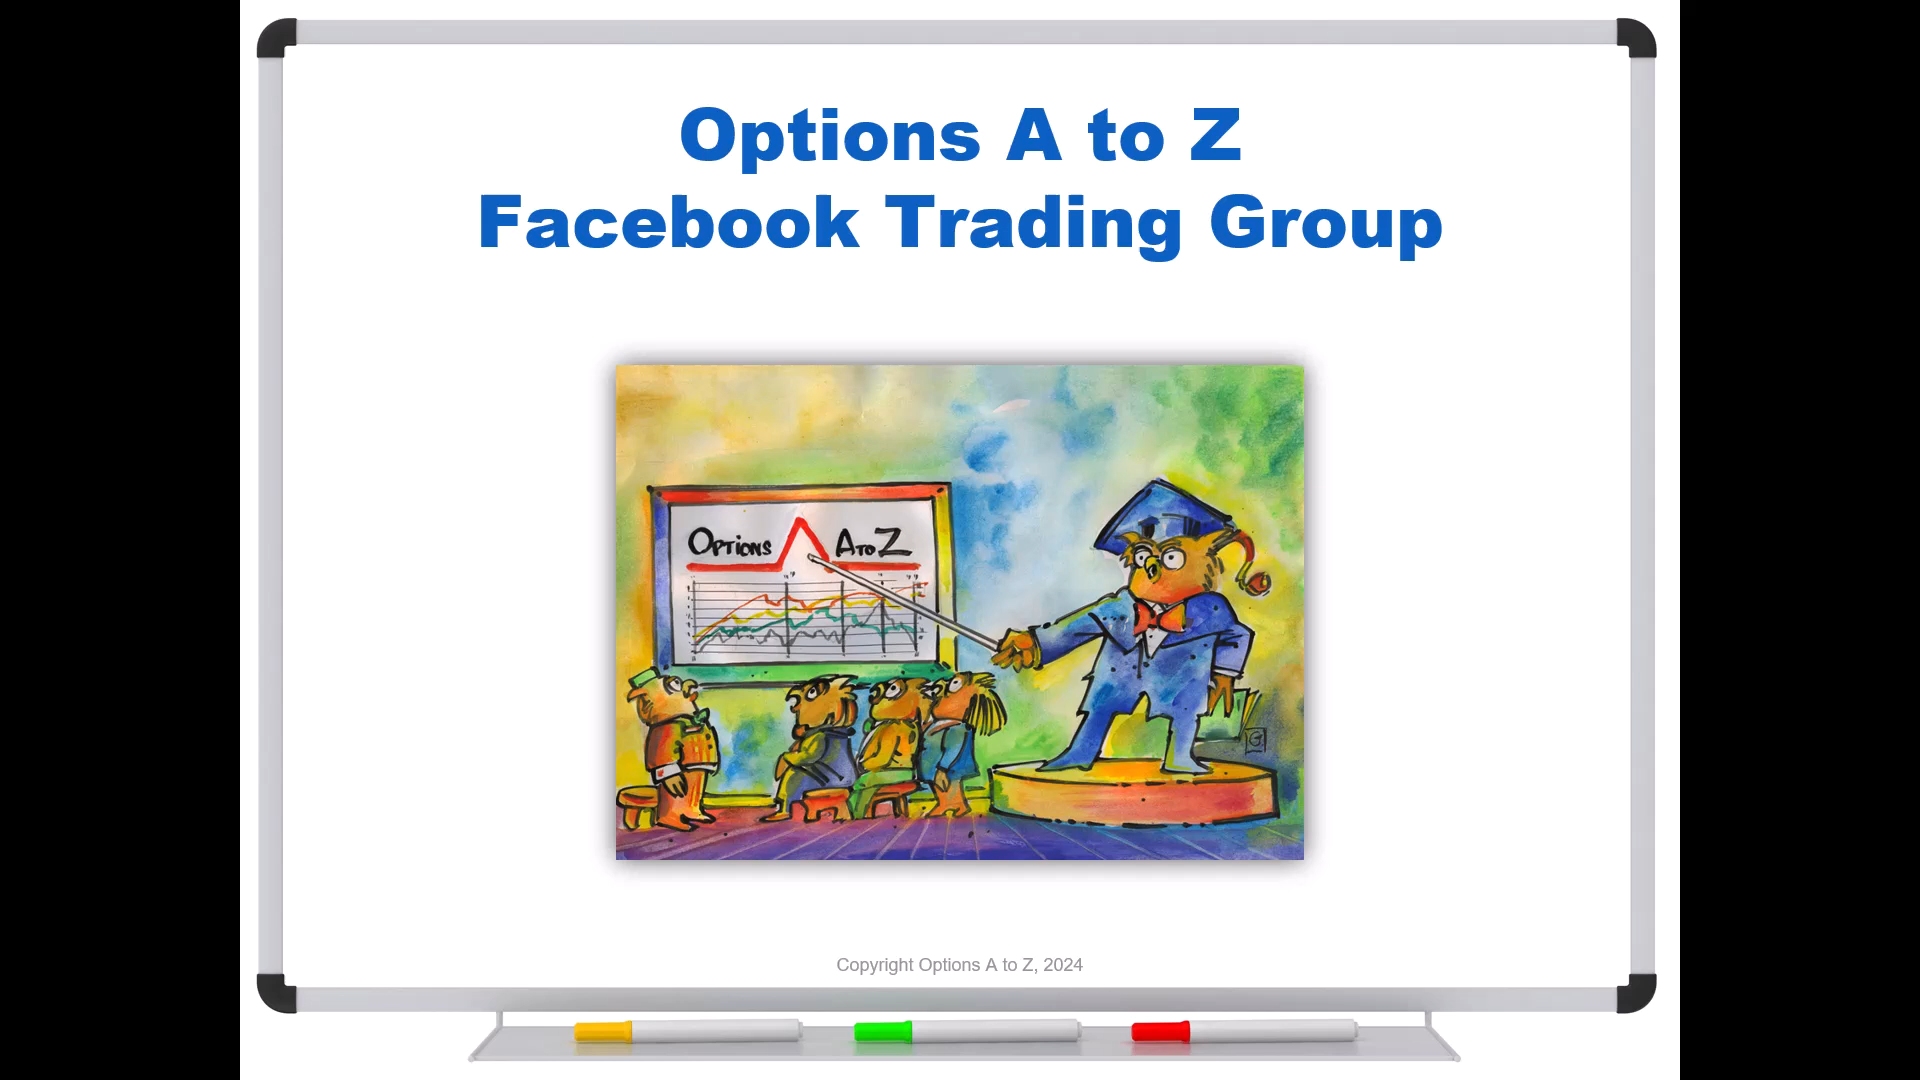 Options A to Z
Facebook Trading Group
OPTIONS A TO Z
Copyright Options A to Z, 2024